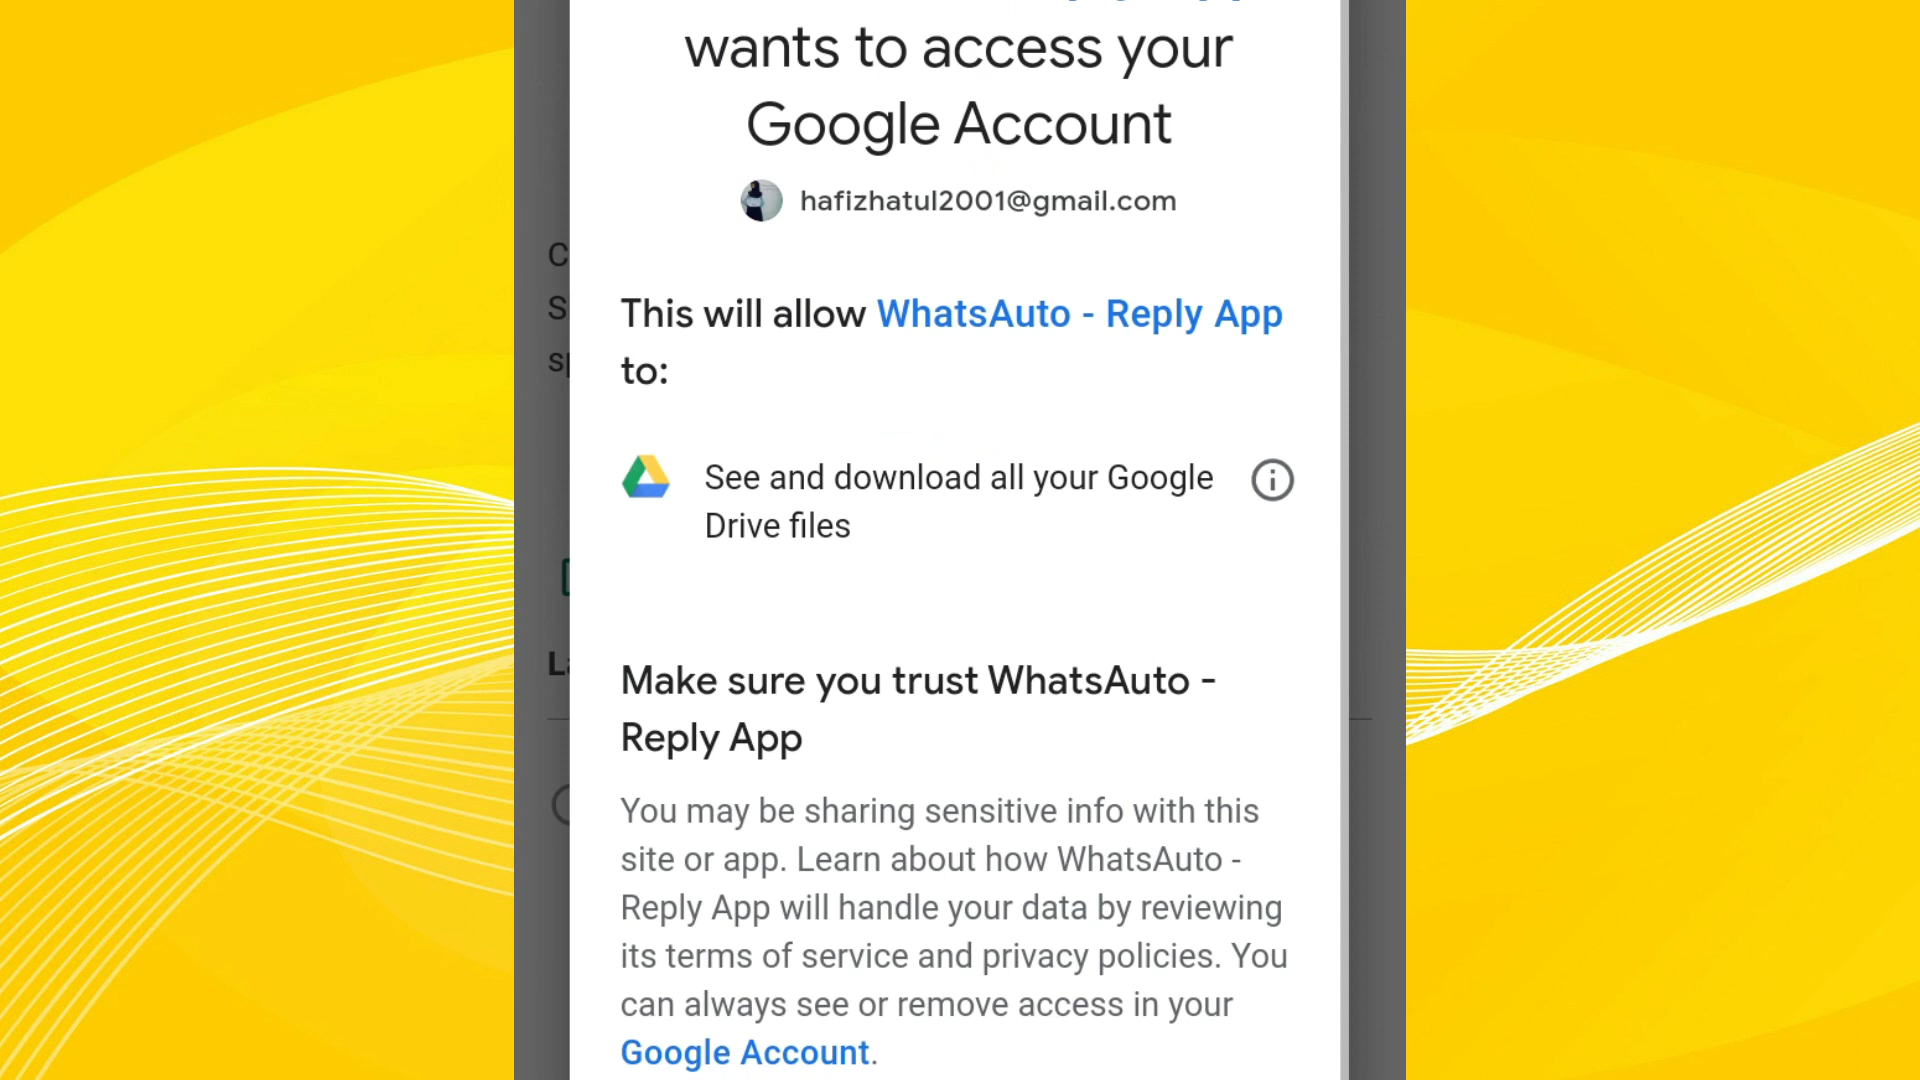 wants to access your
Google Account
hafizhatul2001@gmail.com
This will allow WhatsAuto - Reply App
to:
See and download all your Google
Drive files
Make sure you trust WhatsAuto -
Reply App
You may be sharing sensitive info with this
site or app. Learn about how WhatsAuto -
Reply App will handle your data by reviewing
its terms of service and privacy policies. You
can always see or remove access in your
Google Account.